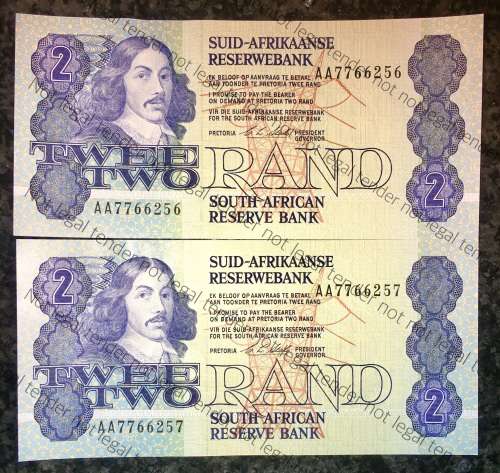 2
SUID-AFRIKAANSE
RESERWEBANK
AA7766256
EK BELOOF OP AANVRAAG TE BETAAL
AAN TOONDER TE PRETORIA TWEE RAND
I PROMISE TO PAY THE BEARER
ON DEMAND AT PRETORIA TWO RAND
VIR DIE SUID-AFRIKAANSE RESERWEBANK
FOR THE SOUTH AFRICAN RESERVE BANK
PRETORIA PRESIDENT
GOVERNOR
TWEE
TWO RAND
2
AA7766256
SOUTH AFRICAN
RESERVE BANK
2
SUID-AFRIKAANSE
RESERWEBANK
AA7766257
EK BELOOF OP AANVRAAG TE BETAAL
AAN TOONDER TE PRETORIA TWEE RAND
I PROMISE TO PAY THE BEARER
ON DEMAND AT PRETORIA TWO RAND
VIR DIE SUID-AFRIKAANSE RESERWEBANK
FOR THE SOUTH AFRICAN RESERVE BANK
PRETORIA PRESIDENT
GOVERNOR
TWEE
TWO RAND
2
AA7766257
SOUTH AFRICAN
RESERVE BANK
Not legal tender not legal tender not legal tender